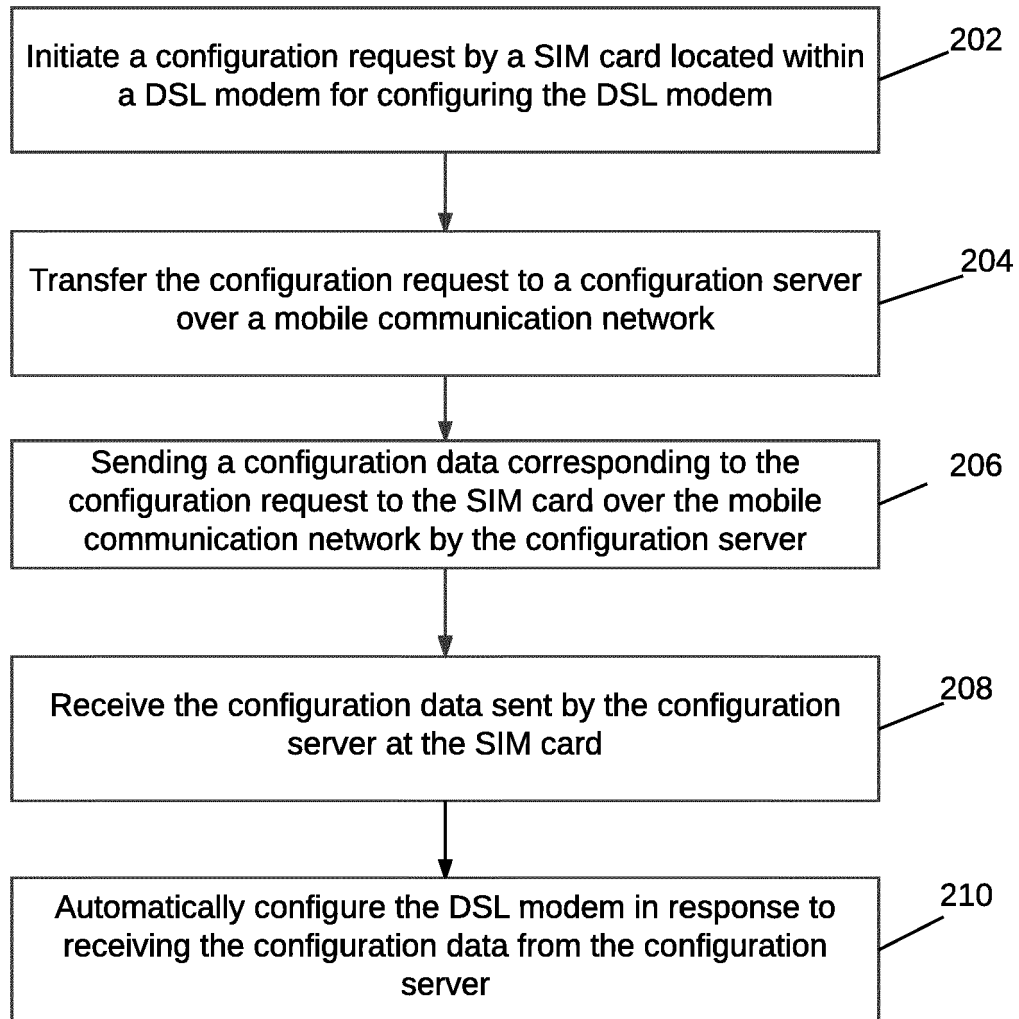 Initiate a configuration request by a SIM card located within
a DSL modem for configuring the DSL modem
202
Transfer the configuration request to a configuration server
over a mobile communication network
204
Sending a configuration data corresponding to the
configuration request to the SIM card over the mobile
communication network by the configuration server
206
Receive the configuration data sent by the configuration
server at the SIM card
208
Automatically configure the DSL modem in response to
receiving the configuration data from the configuration
server
210